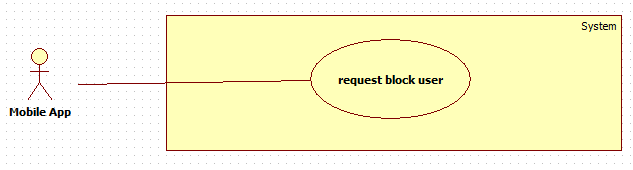 System
request block user
Mobile App